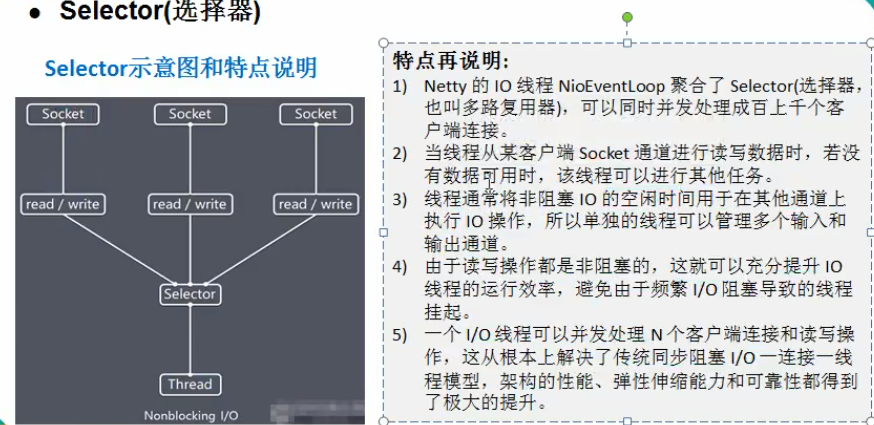 ● Selector(选择器)
Selector示意图和特点说明
Socket Socket Socket
read / write read / write read / write
Selector
Thread
Nonblocking I/O
特点再说明:
1) Netty 的 IO 线程 NioEventLoop 聚合了 Selector(选择器,
也叫多路复用器)，可以同时并发处理成百上千个客
户端连接。
2) 当线程从某客户端 Socket 通道进行读写数据时，若没
有数据可用时，该线程可以进行其他任务。
3) 线程通常将非阻塞 IO 的空闲时间用于在其他通道上
执行 IO 操作，所以单独的线程可以管理多个输入和
输出通道。
4) 由于读写操作都是非阻塞的，这就可以充分提升 IO
线程的运行效率，避免由于频繁 I/O 阻塞导致的线程
挂起。
5) 一个 I/O 线程可以并发处理 N 个客户端连接和读写操
作，这从根本上解决了传统同步阻塞 I/O 一连接一线
程模型，架构的性能、弹性伸缩能力和可靠性都得到
了极大的提升。